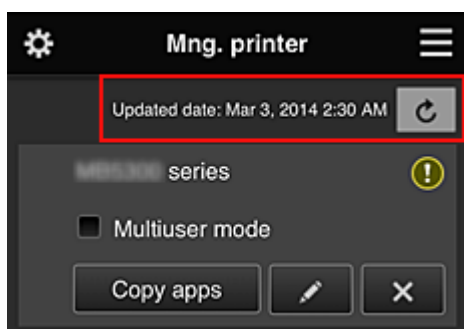 Mng. printer
Updated date: Mar 3, 2014 2:30 AM
series
Multiuser mode
Copy apps